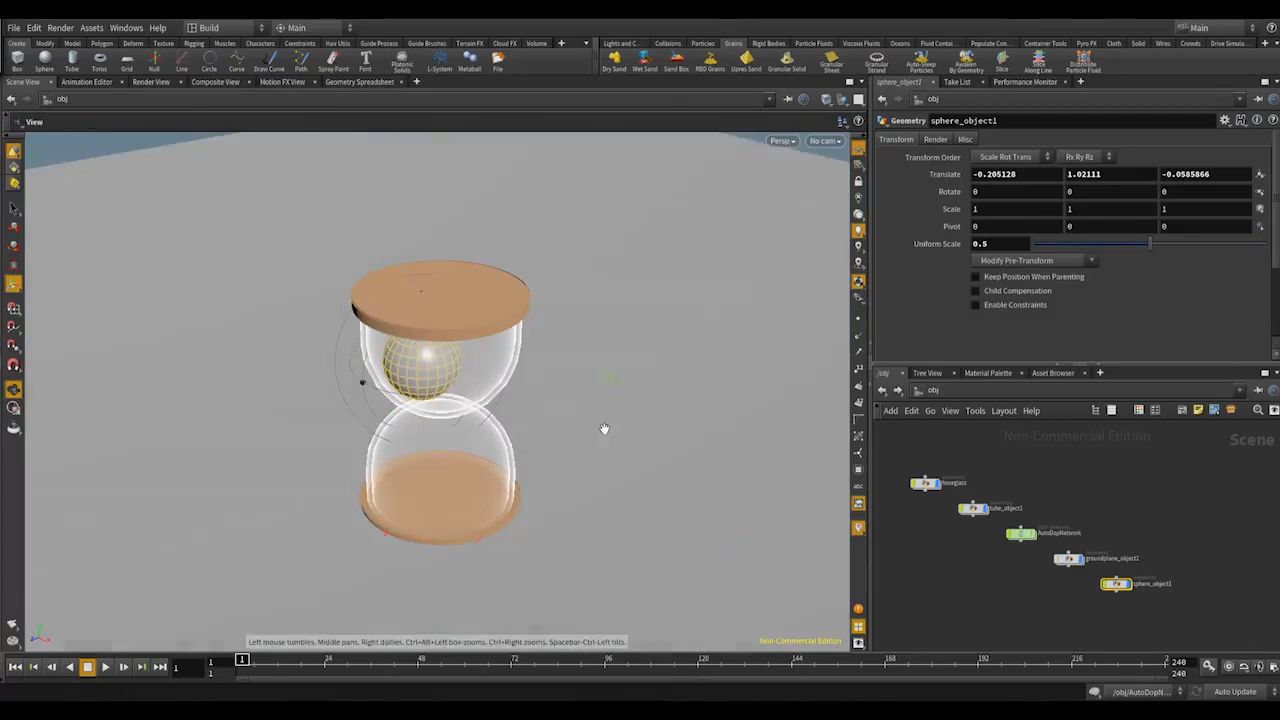 File Edit Render Assets Windows Help Build Main Main
Create Modify Model Polygon Deform Texture Rigging Muscles Characters Constraints Hair Utils Guide Process Guide Brushes Terrain FX Cloud FX Volume
Lights and C... Collisions Particles Grains Rigid Bodies Particle Fluids Viscous Fluids Oceans Fluid Contai... Populate Con... Container Tools Pyro FX Cloth Solid Wires Crowds Drive Simula...
Box Sphere Tube Torus Grid Null Line Circle Curve Draw Curve Path Spray Paint Font Platonic Solids L-System Metaball File
Dry Sand Wet Sand Sand Box RBD Grains Upres Sand Granular Solid Granular Sheet Granular Strand Auto-Sleep Particles Awaken By Geometry Slice Slice Along Line Distribute Particle Fluid
Scene View Animation Editor Render View Composite View Motion FX View Geometry Spreadsheet
sphere_object1 Take List Performance Monitor
obj
obj
View
Persp No cam
Geometry sphere_object1
Transform Render Misc
Transform Order Scale Rot Trans Rx Ry Rz
Translate -0.205128 1.02111 -0.0585866
Rotate 0 0 0
Scale 1 1 1
Pivot 0 0 0
Uniform Scale 0.5
Modify Pre-Transform
Keep Position When Parenting
Child Compensation
Enable Constraints
/obj Tree View Material Palette Asset Browser
obj
Add Edit Go View Tools Layout Help
Non-Commercial Edition
Scene
hourglass
tube_object1
AutoDopNetwork
groundplane_object1
sphere_object1
abc
Left mouse tumbles. Middle pans. Right dollies. Ctrl+Alt+Left box-zooms. Ctrl+Right zooms. Spacebar-Ctrl-Left tilts.
Non-Commercial Edition
1 1 1 1 24 48 72 96 120 144 168 192 216 2 240 240
/obj/AutoDopN... Auto Update